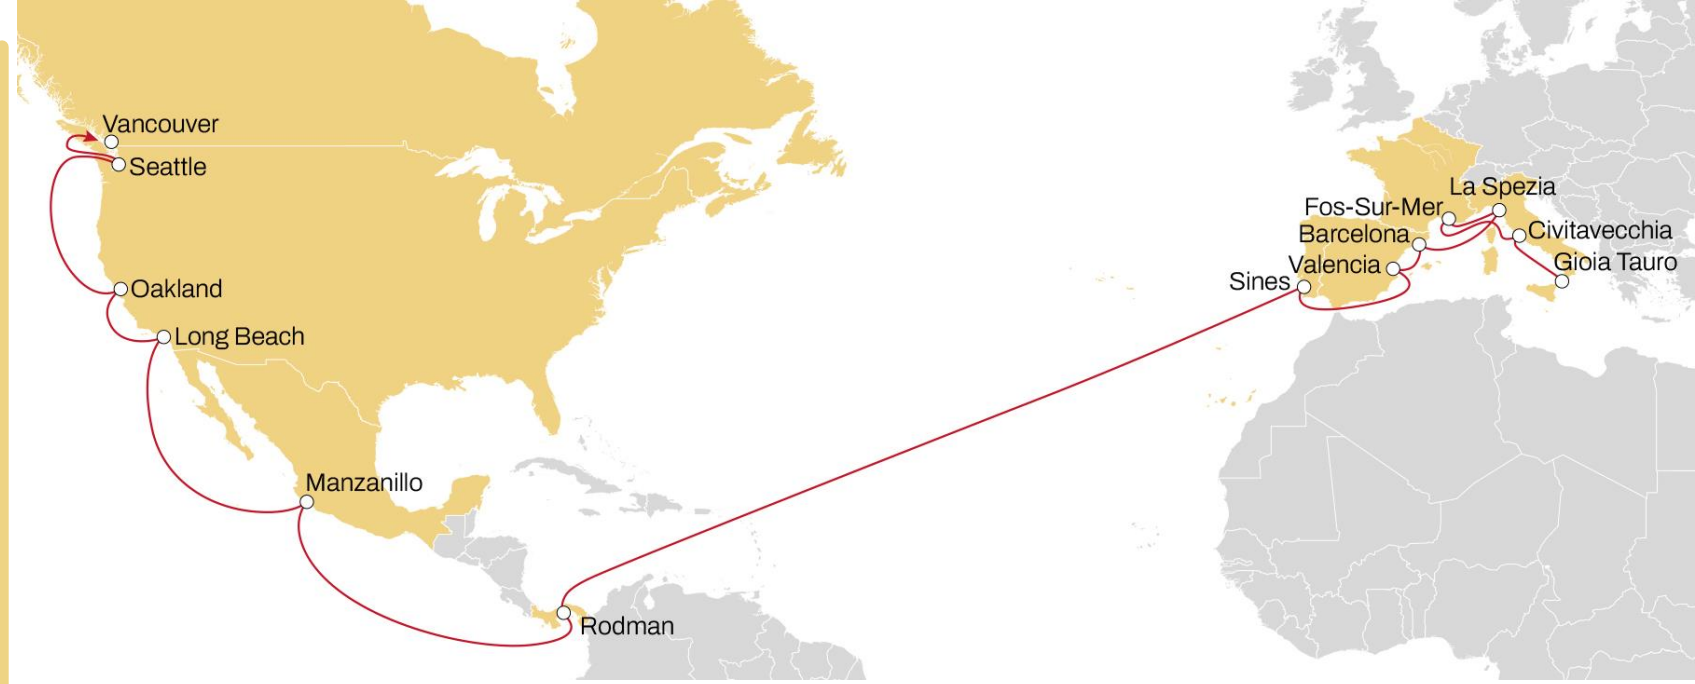 Vancouver
Seattle
La Spezia
Fos-Sur-Mer
Civitavecchia
Barcelona
Valencia
Gioia Tauro
Sines
Oakland
Long Beach
Manzanillo
Rodman